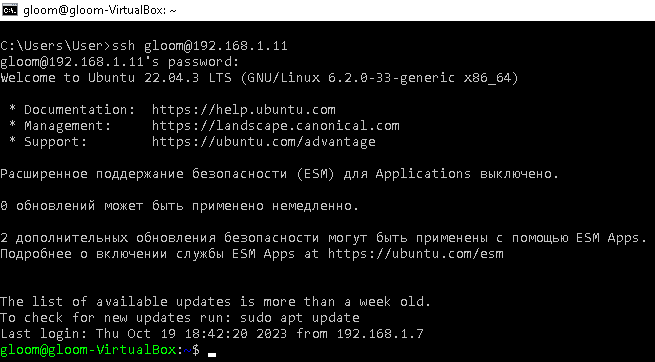 gloom@gloom-VirtualBox: ~
C:\Users\User>ssh gloom@192.168.1.11
gloom@192.168.1.11's password:
Welcome to Ubuntu 22.04.3 LTS (GNU/Linux 6.2.0-33-generic x86_64)
* Documentation:  https://help.ubuntu.com
* Management:     https://landscape.canonical.com
* Support:        https://ubuntu.com/advantage
Расширенное поддержание безопасности (ESM) для Applications выключено.
0 обновлений может быть применено немедленно.
2 дополнительных обновления безопасности могут быть применены с помощью ESM Apps.
Подробнее о включении службы ESM Apps at https://ubuntu.com/esm
The list of available updates is more than a week old.
To check for new updates run: sudo apt update
Last login: Thu Oct 19 18:42:20 2023 from 192.168.1.7
gloom@gloom-VirtualBox:~$